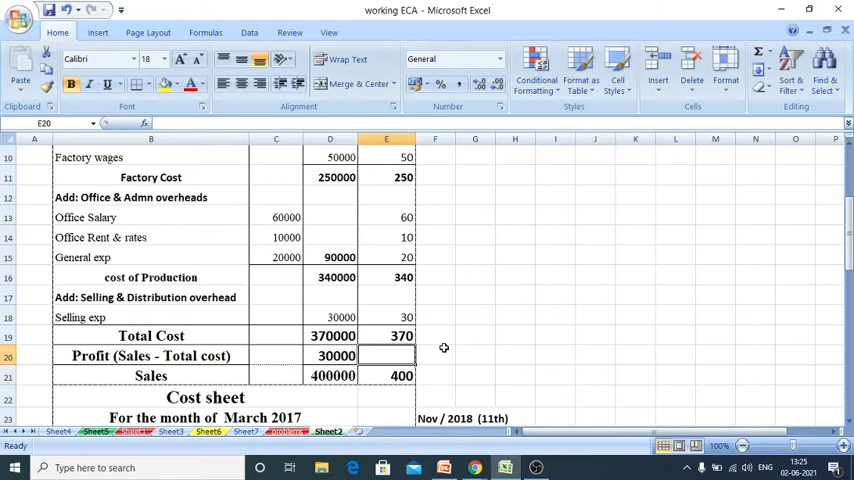 working ECA - Microsoft Excel
Home Insert Page Layout Formulas Data Review View
Calibri 18 A A Wrap Text General Conditional Formatting Format as Table Cell Styles Insert Delete Format Sort & Filter Find & Select
Paste B I U A Merge & Center % ,
Clipboard Font Alignment Number Styles Cells Editing
E20 fx
A B C D E F G H I J K L M N O P
10 Factory wages 50000 50
11 Factory Cost 250000 250
12 Add: Office & Admn overheads
13 Office Salary 60000 60
14 Office Rent & rates 10000 10
15 General exp 20000 90000 20
16 cost of Production 340000 340
17 Add: Selling & Distribution overhead
18 Selling exp 30000 30
19 Total Cost 370000 370
20 Profit (Sales - Total cost) 30000
21 Sales 400000 400
22 Cost sheet
23 For the month of March 2017 Nov / 2018 (11th)
Sheet4 Sheet5 Sheet1 Sheet3 Sheet6 Sheet7 problems Sheet2
Ready 100%
Type here to search ENG 13:25
02-06-2021